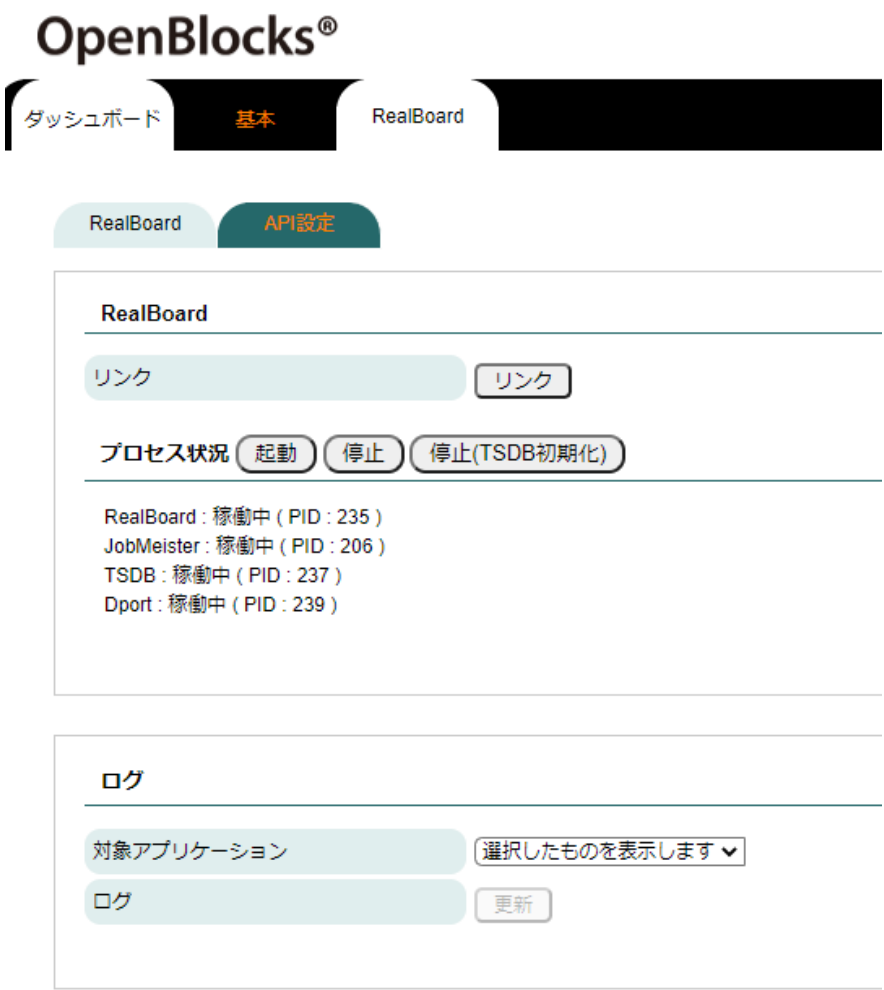 OpenBlocks®
ダッシュボード 基本 RealBoard
RealBoard API設定
RealBoard
リンク リンク
プロセス状況 起動 停止 停止(TSDB初期化)
RealBoard : 稼働中 ( PID : 235 )
JobMeister : 稼働中 ( PID : 206 )
TSDB : 稼働中 ( PID : 237 )
Dport : 稼働中 ( PID : 239 )
ログ
対象アプリケーション 選択したものを表示します
ログ 更新